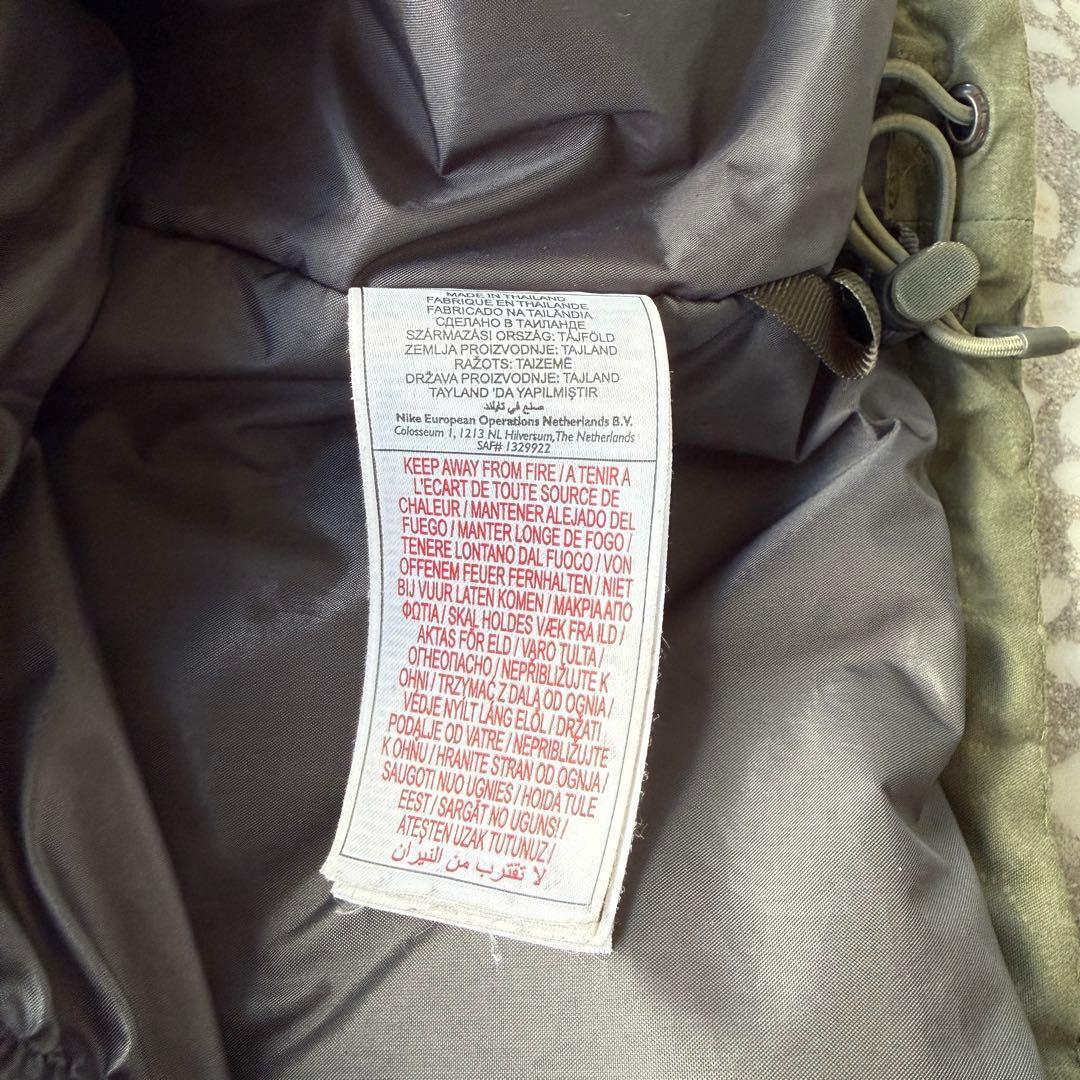 MADE IN THAILAND
FABRIQUE EN THAILANDE
FABRICADO NA TAILÂNDIA
СДЕЛАНО В ТАИЛАНДЕ
SZÁRMAZÁSI ORSZÁG: TÁJFÖLD
ZEMLJA PROIZVODNJE: TAJLAND
RAŽOTS: TAIZEMĒ
DRŽAVA PROIZVODNJE: TAJLAND
TAYLAND 'DA YAPILMIŞTIR
صنع في تايلند
Nike European Operations Netherlands B.V.
Colosseum 1, 1213 NL Hilversum, The Netherlands
SAF# 1329922
KEEP AWAY FROM FIRE / A TENIR A
L'ECART DE TOUTE SOURCE DE
CHALEUR / MANTENER ALEJADO DEL
FUEGO / MANTER LONGE DE FOGO /
TENERE LONTANO DAL FUOCO / VON
OFFENEM FEUER FERNHALTEN / NIET
BIJ VUUR LATEN KOMEN / ΜΑΚΡΙΑ ΑΠΟ
ΦΩΤΙΑ / SKAL HOLDES VÆK FRA ILD /
AKTAS FÖR ELD / VARO TULTA /
ОГНЕОПАСНО / NEPŘIBLIŽUJTE K
OHNI / TRZYMAĆ Z DALA OD OGNIA /
VÉDJE NYÍLT LÁNG ELŐL / DRŽATI
PODALJE OD VATRE / NEPRIBLIŽUJTE
K OHŇU / HRANITE STRAN OD OGNJA /
SAUGOTI NUO UGNIES / HOIDA TULE
EEST / SARGĀT NO UGUNS! /
ATEŞTEN UZAK TUTUNUZ /
لا تقترب من النيران